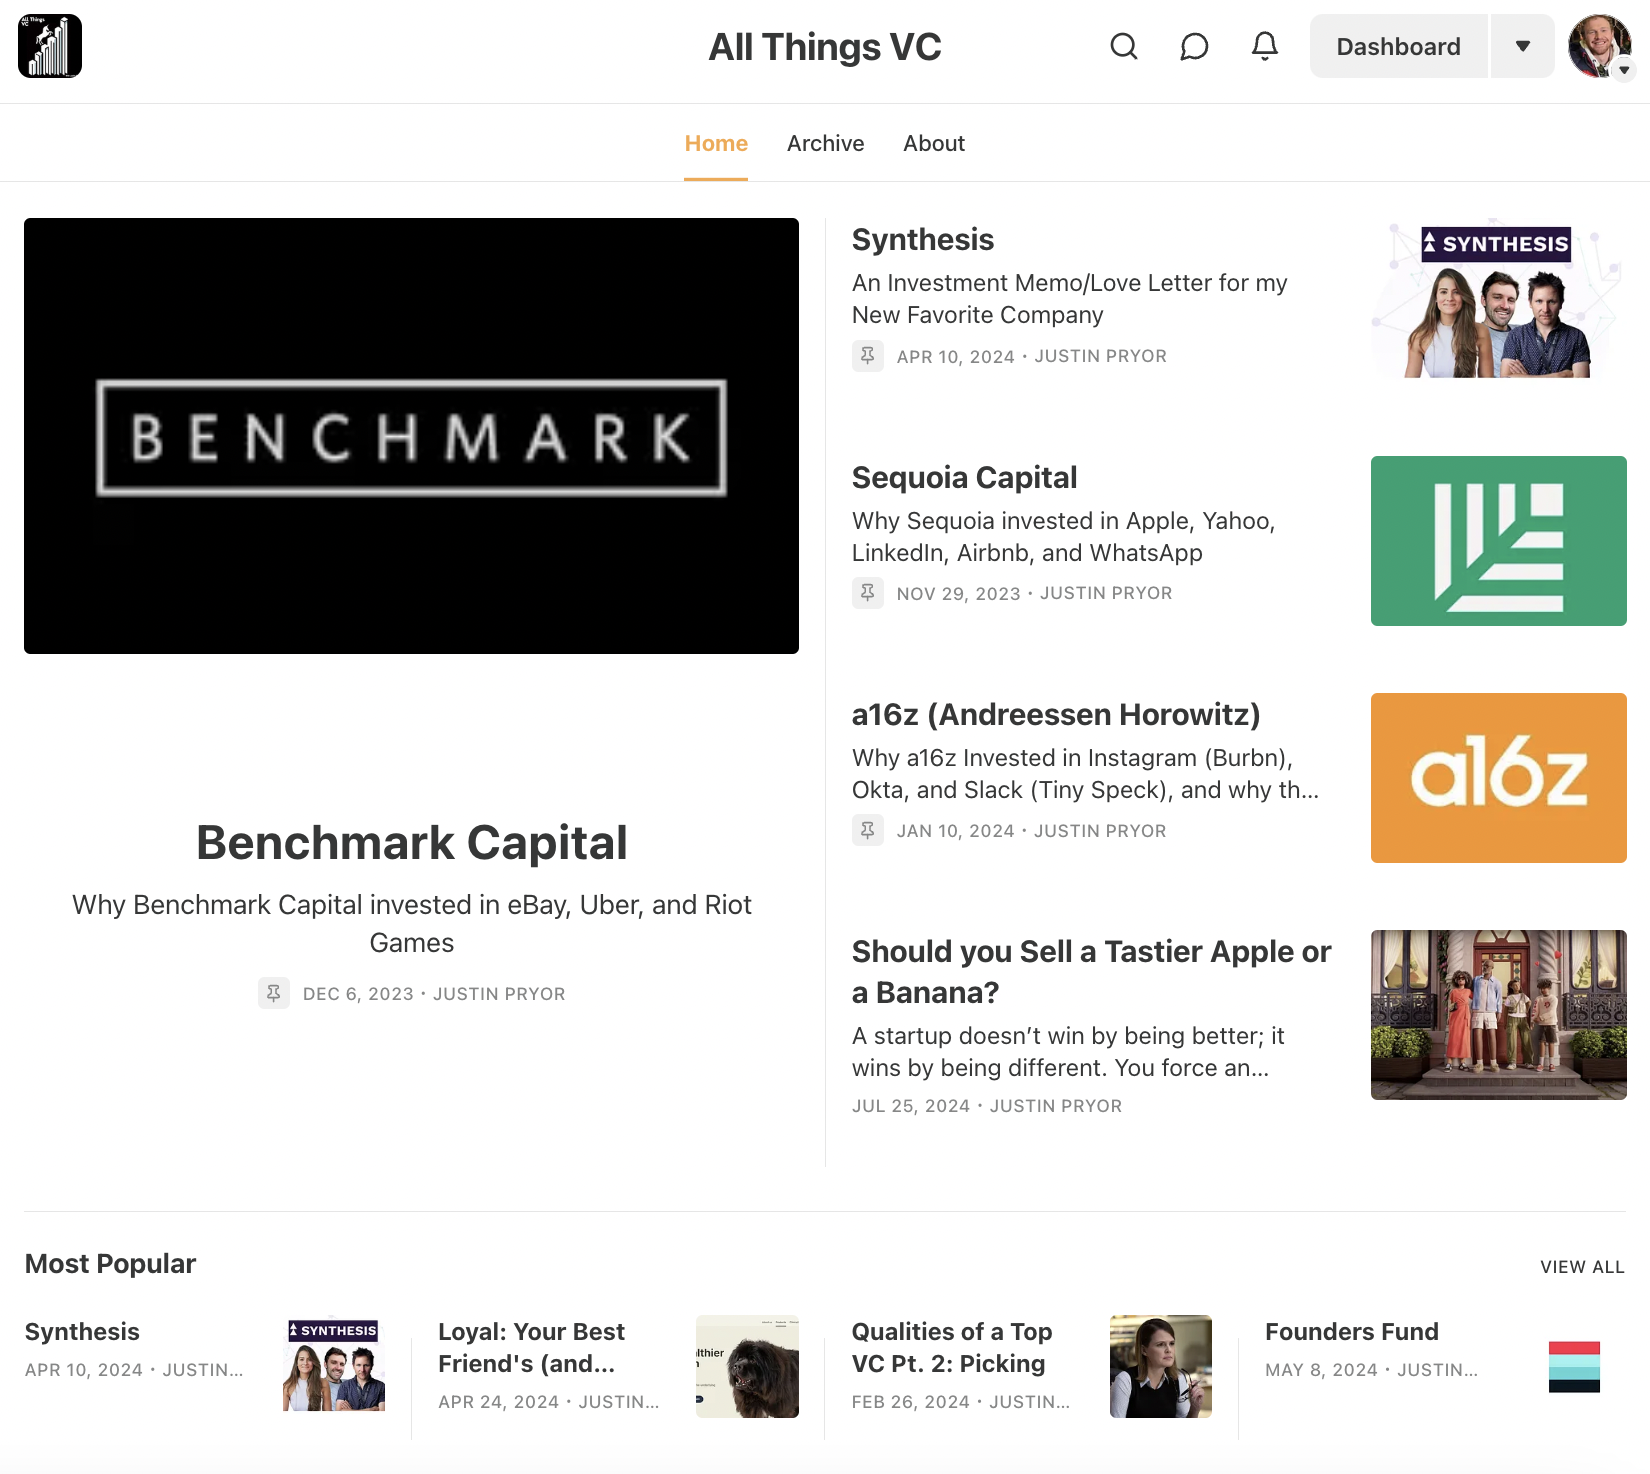 All Things
VC
All Things VC
Dashboard
Home
Archive
About
BENCHMARK
Benchmark Capital
Why Benchmark Capital invested in eBay, Uber, and Riot
Games
DEC 6, 2023 • JUSTIN PRYOR
Synthesis
An Investment Memo/Love Letter for my
New Favorite Company
APR 10, 2024 • JUSTIN PRYOR
SYNTHESIS
Sequoia Capital
Why Sequoia invested in Apple, Yahoo,
LinkedIn, Airbnb, and WhatsApp
NOV 29, 2023 • JUSTIN PRYOR
a16z (Andreessen Horowitz)
Why a16z Invested in Instagram (Burbn),
Okta, and Slack (Tiny Speck), and why th...
JAN 10, 2024 • JUSTIN PRYOR
a16z
Should you Sell a Tastier Apple or
a Banana?
A startup doesn’t win by being better; it
wins by being different. You force an...
JUL 25, 2024 • JUSTIN PRYOR
Most Popular
VIEW ALL
Synthesis
APR 10, 2024 • JUSTIN...
SYNTHESIS
Loyal: Your Best
Friend's (and...
APR 24, 2024 • JUSTIN...
lthier
Qualities of a Top
VC Pt. 2: Picking
FEB 26, 2024 • JUSTIN...
Founders Fund
MAY 8, 2024 • JUSTIN...